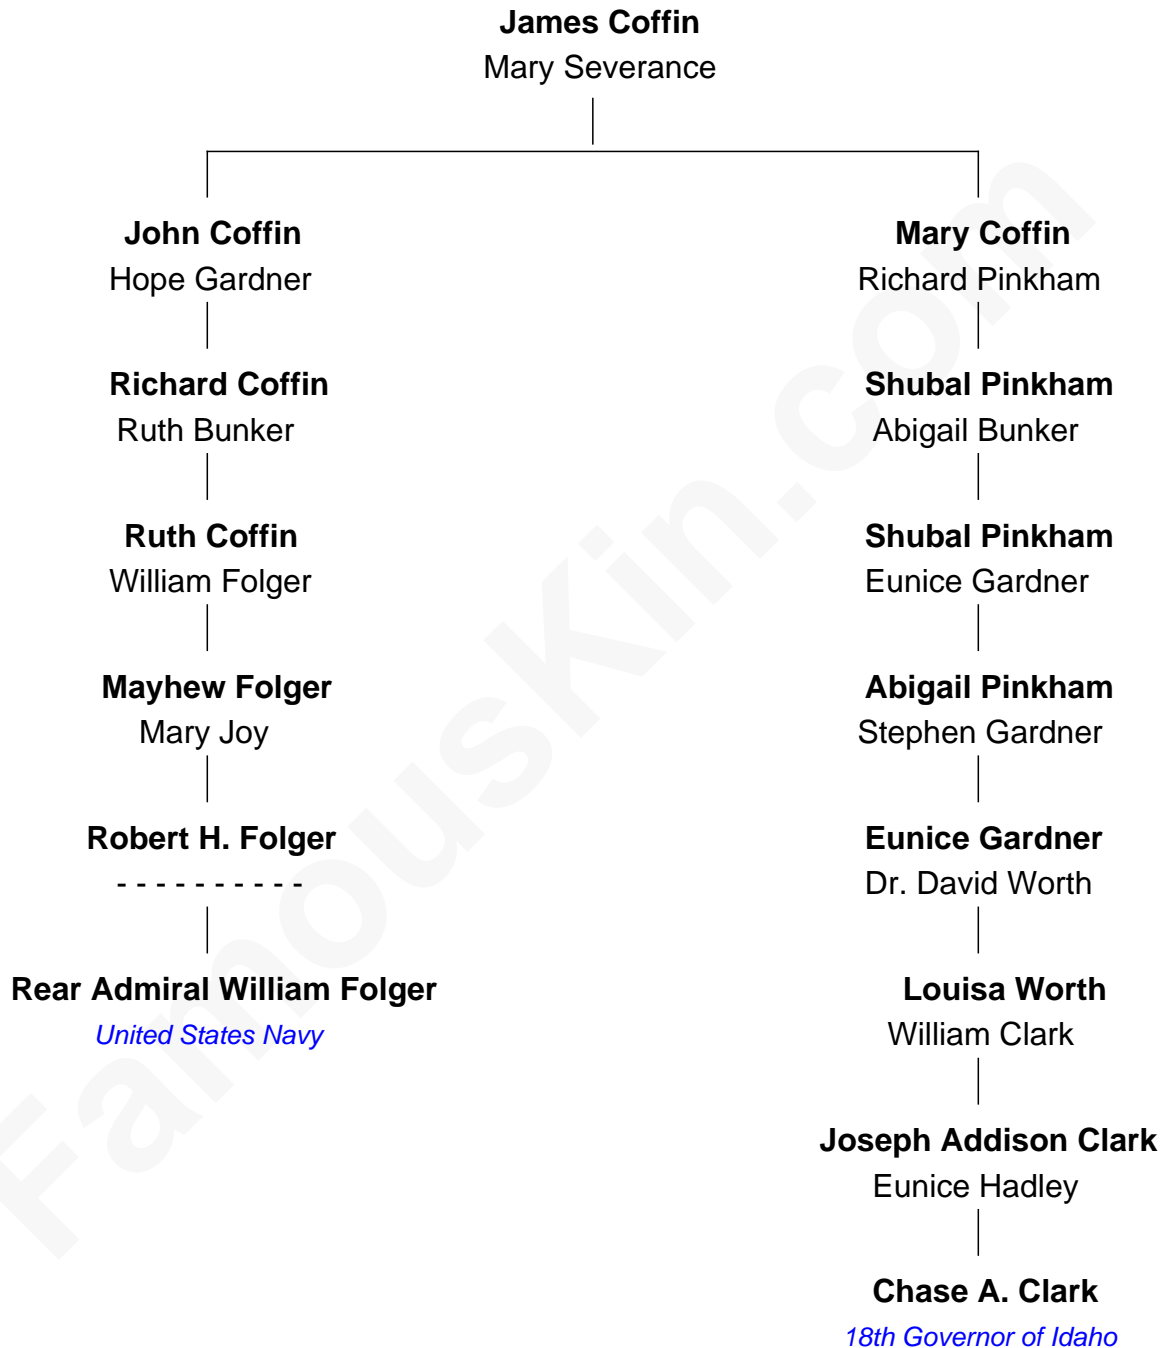 James Coffin
Mary Severance
John Coffin
Hope Gardner
Mary Coffin
Richard Pinkham
Richard Coffin
Ruth Bunker
Shubal Pinkham
Abigail Bunker
Ruth Coffin
William Folger
Shubal Pinkham
Eunice Gardner
Mayhew Folger
Mary Joy
Abigail Pinkham
Stephen Gardner
Robert H. Folger
- - - - - - - - - -
Eunice Gardner
Dr. David Worth
Rear Admiral William Folger
United States Navy
Louisa Worth
William Clark
Joseph Addison Clark
Eunice Hadley
Chase A. Clark
18th Governor of Idaho
FamousKin.com